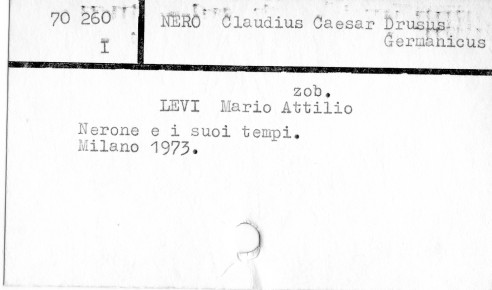 70 260
I
NERO Claudius Caesar Drusus
Germanicus
zob.
LEVI Mario Attilio
Nerone e i suoi tempi.
Milano 1973.